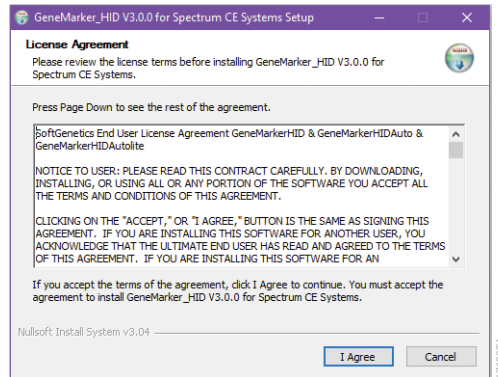 GeneMarker_HID V3.0.0 for Spectrum CE Systems Setup
License Agreement
Please review the license terms before installing GeneMarker_HID V3.0.0 for
Spectrum CE Systems.
Press Page Down to see the rest of the agreement.
SoftGenetics End User License Agreement GeneMarkerHID & GeneMarkerHIDAuto &
GeneMarkerHIDAutolite
NOTICE TO USER: PLEASE READ THIS CONTRACT CAREFULLY. BY DOWNLOADING,
INSTALLING, OR USING ALL OR ANY PORTION OF THE SOFTWARE YOU ACCEPT ALL
THE TERMS AND CONDITIONS OF THIS AGREEMENT.
CLICKING ON THE "ACCEPT," OR "I AGREE," BUTTON IS THE SAME AS SIGNING THIS
AGREEMENT. IF YOU ARE INSTALLING THIS SOFTWARE FOR ANOTHER USER, YOU
ACKNOWLEDGE THAT THE ULTIMATE END USER HAS READ AND AGREED TO THE TERMS
OF THIS AGREEMENT. IF YOU ARE INSTALLING THIS SOFTWARE FOR AN
If you accept the terms of the agreement, click I Agree to continue. You must accept the
agreement to install GeneMarker_HID V3.0.0 for Spectrum CE Systems.
Nullsoft Install System v3.04
I Agree
Cancel